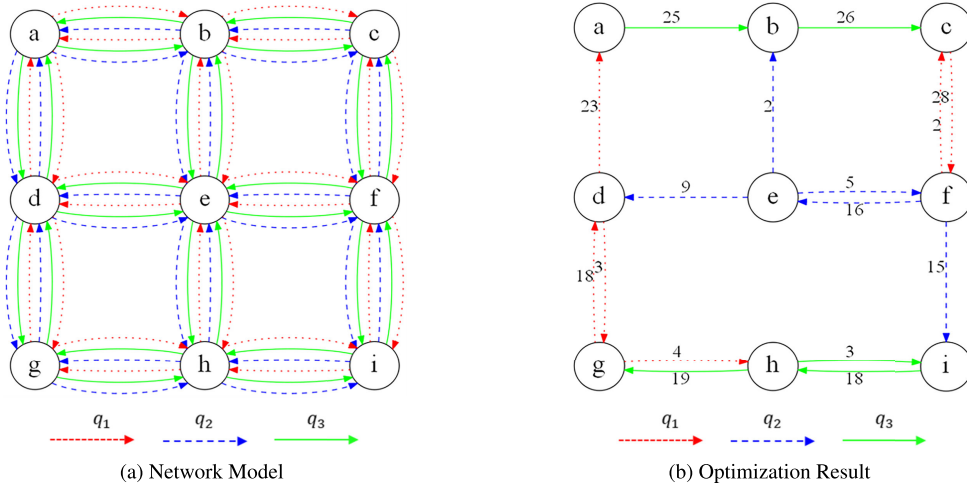 a b c
d e f
g h i
q₁ q₂ q₃
(a) Network Model
a 25 b 26 c
23 2 28 2
d 9 e 5 16 f
18 3 15
g 4 19 h 3 18 i
q₁ q₂ q₃
(b) Optimization Result